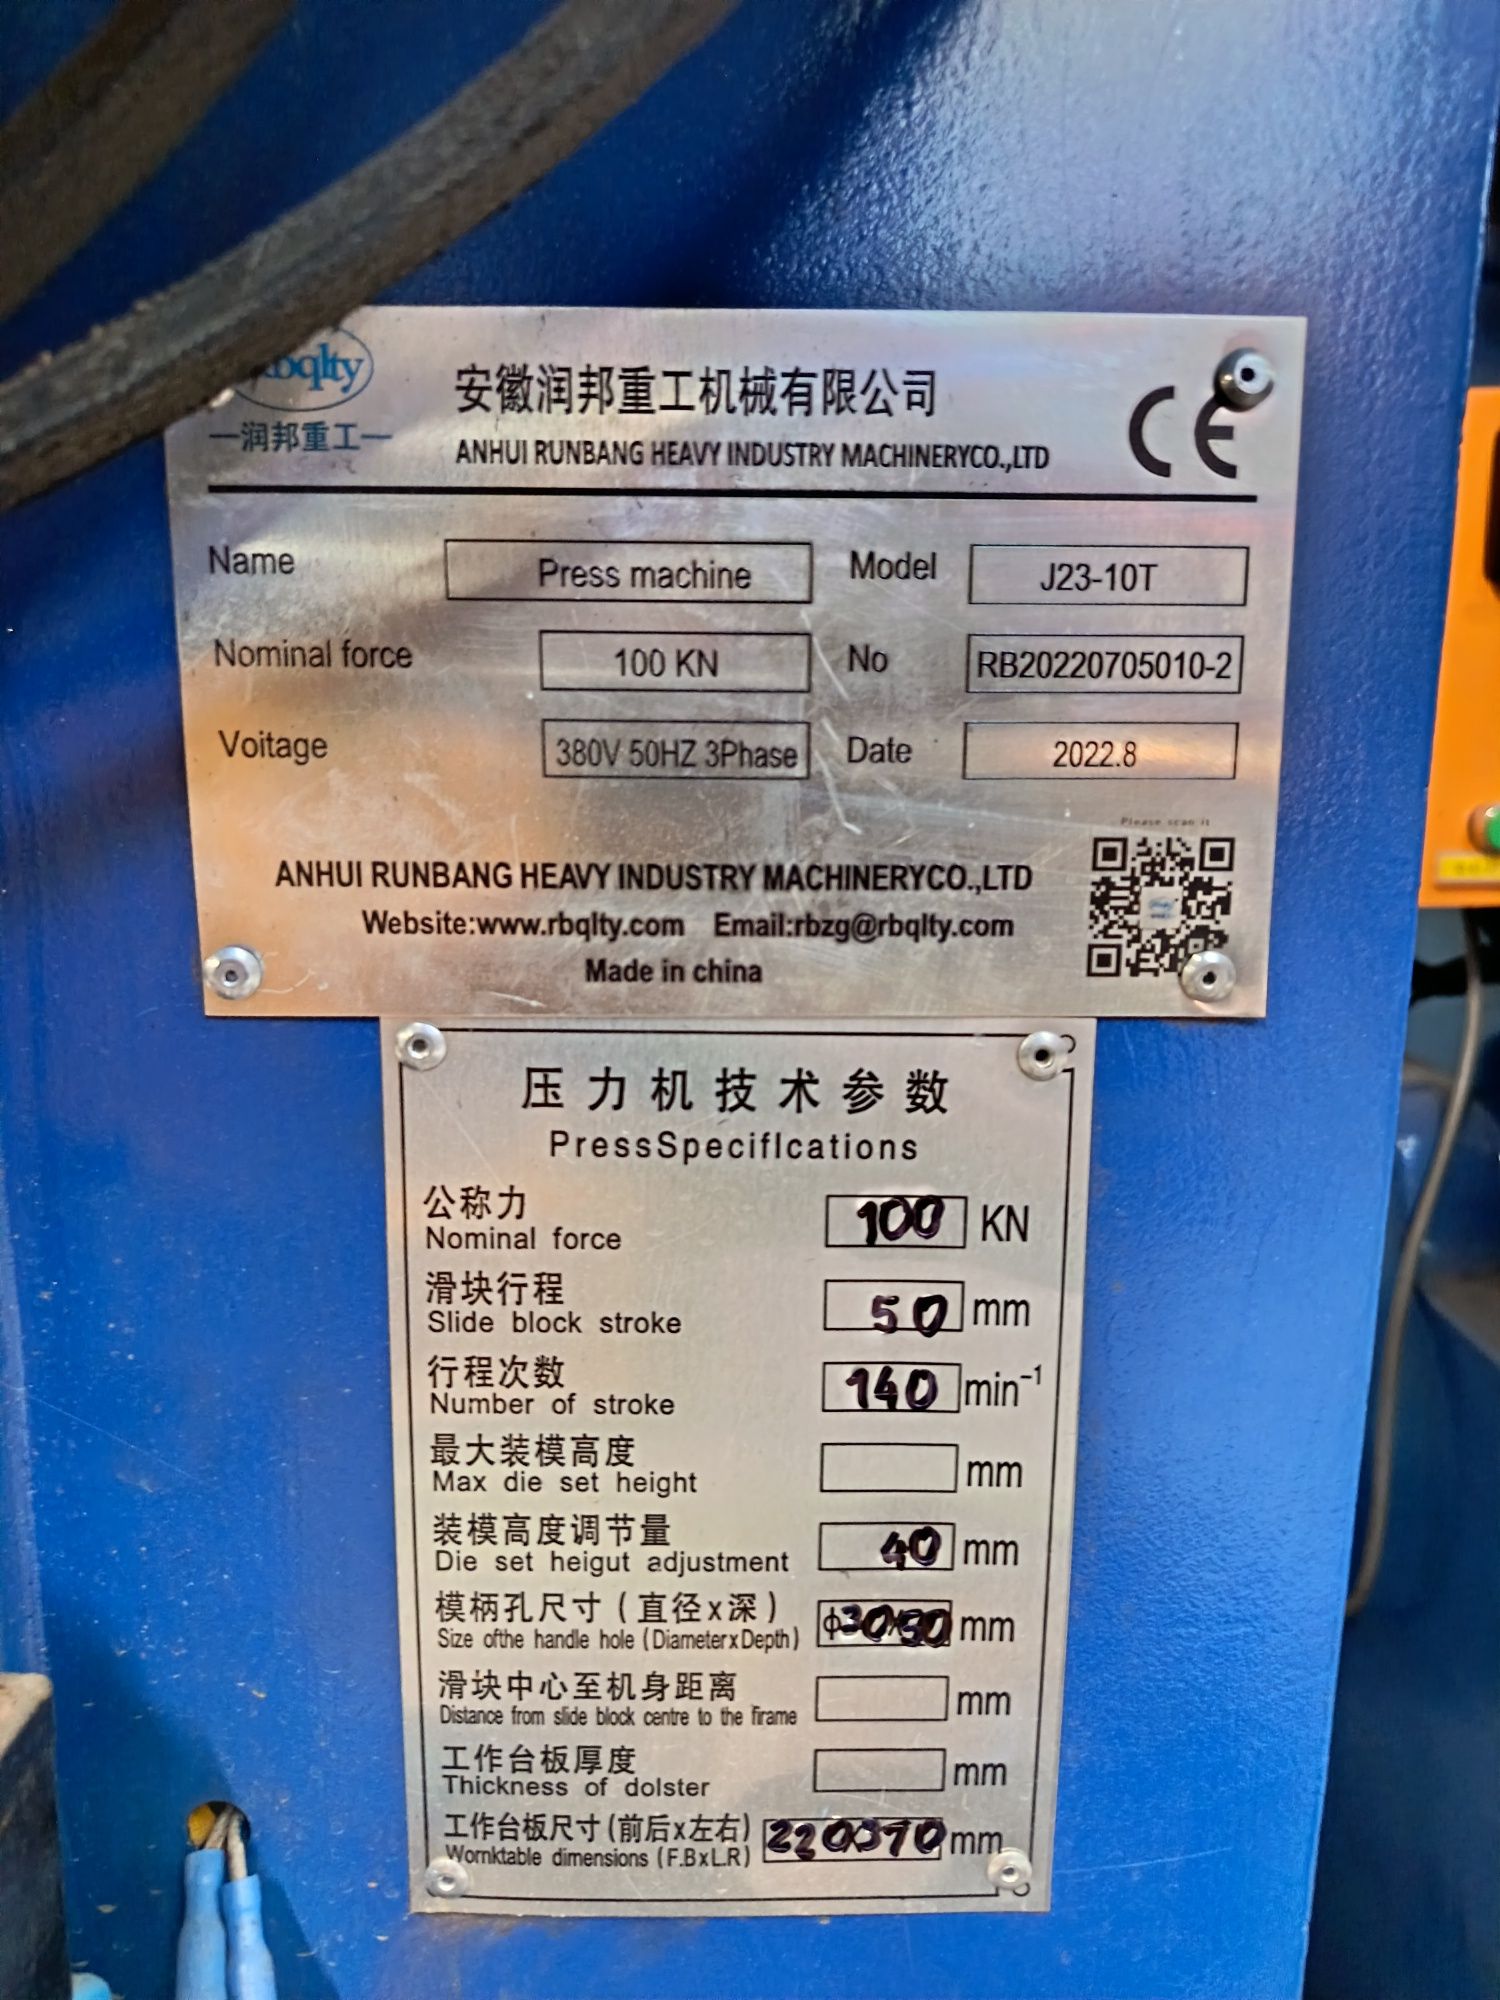 bqlty
—润邦重工—
安徽润邦重工机械有限公司
ANHUI RUNBANG HEAVY INDUSTRY MACHINERYCO.,LTD
CE
Name Press machine Model J23-10T
Nominal force 100 KN No RB20220705010-2
Voitage 380V 50HZ 3Phase Date 2022.8
Please scan it
ANHUI RUNBANG HEAVY INDUSTRY MACHINERYCO.,LTD
Website:www.rbqlty.com Email:rbzg@rbqlty.com
Made in china
压力机技术参数
PressSpeciflcations
公称力
Nominal force 100 KN
滑块行程
Slide block stroke 50 mm
行程次数
Number of stroke 140 min⁻¹
最大装模高度
Max die set height mm
装模高度调节量
Die set heigut adjustment 40 mm
模柄孔尺寸(直径x深)
Size ofthe handle hole (DiameterxDepth) ф30x50 mm
滑块中心至机身距离
Distance from slide block centre to the firame mm
工作台板厚度
Thickness of dolster mm
工作台板尺寸(前后x左右)
Wornktable dimensions (F.BxL.R) 220x370 mm